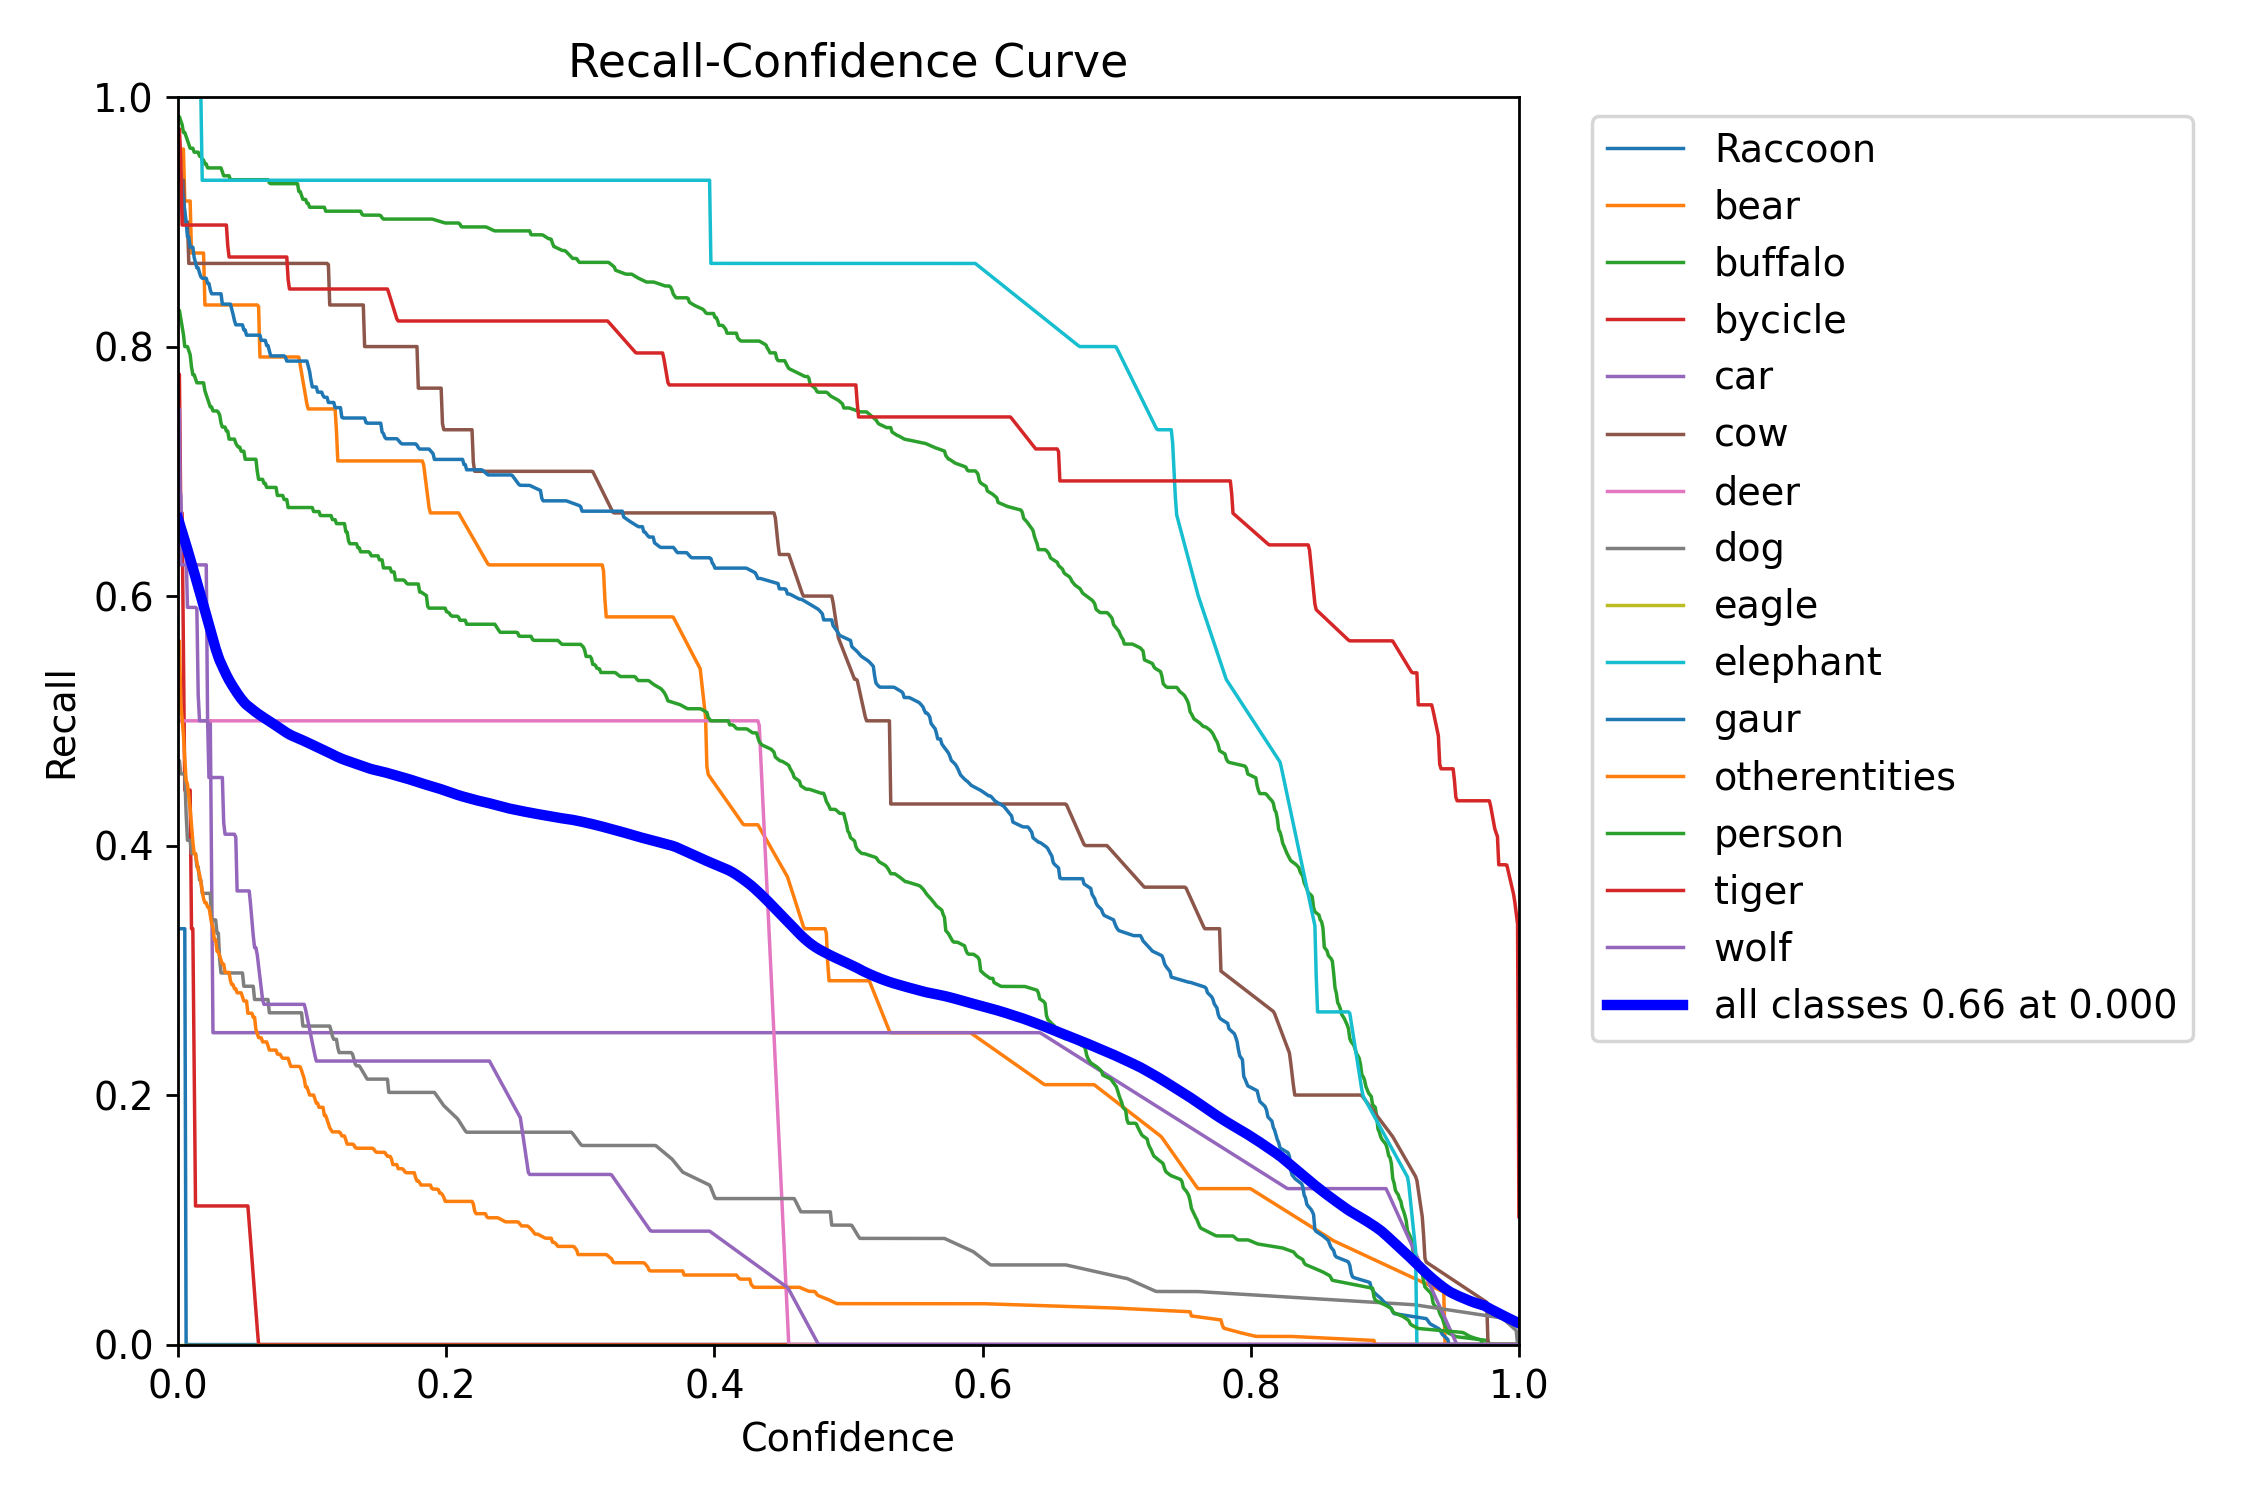 Recall-Confidence Curve
1.0
0.8
0.6
0.4
0.2
0.0
Recall
0.0 0.2 0.4 0.6 0.8 1.0
Confidence
Raccoon
bear
buffalo
bycicle
car
cow
deer
dog
eagle
elephant
gaur
otherentities
person
tiger
wolf
all classes 0.66 at 0.000